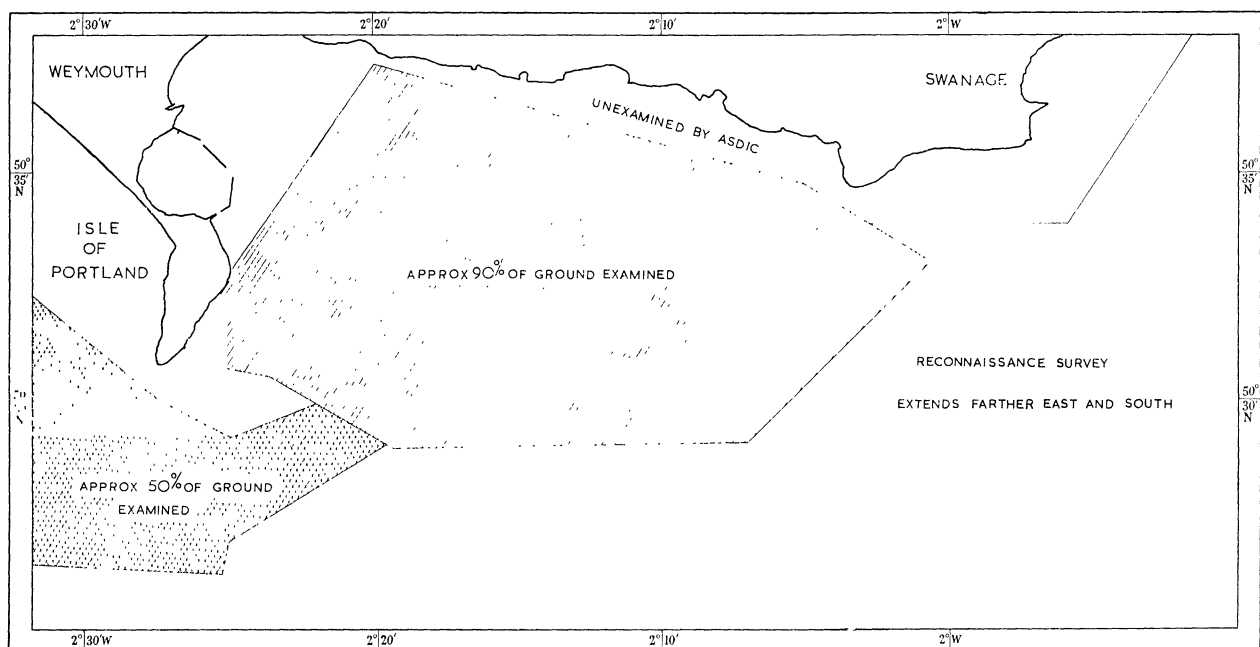 2° 30'W 2° 20' 2° 10' 2° W
WEYMOUTH
SWANAGE
UNEXAMINED BY ASDIC
50° 35' N
50° 35' N
ISLE
OF
PORTLAND
APPROX 90% OF GROUND EXAMINED
RECONNAISSANCE SURVEY
EXTENDS FARTHER EAST AND SOUTH
50° 30' N
APPROX 50% OF GROUND
EXAMINED
2° 30'W 2° 20' 2° 10' 2° W